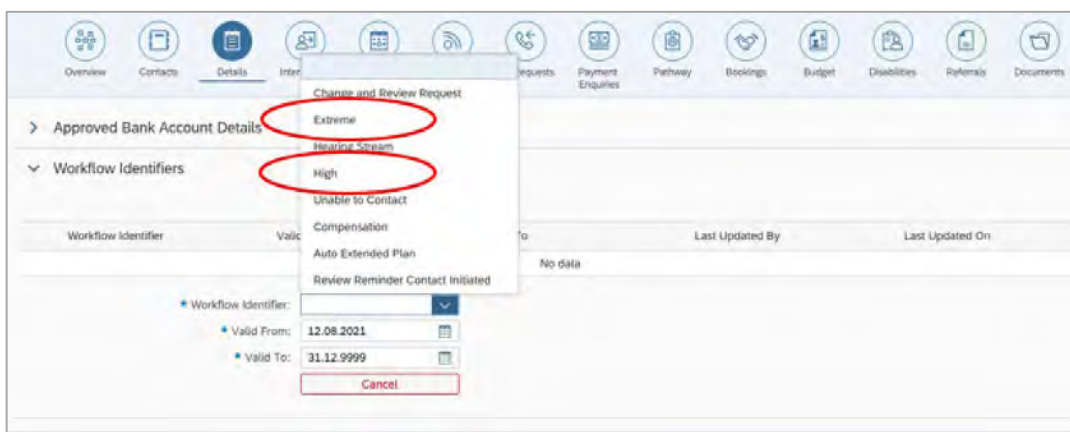 Overview Contacts Details Inter equests Payment Enquiries Pathway Bookings Budget Disabilities Referrals Documents
Change and Review Request
Approved Bank Account Details
Extreme
Hearing Stream
Workflow Identifiers
High
Unable to Contact
Compensation
Workflow Identifier Valid To Last Updated By Last Updated On
Auto Extended Plan
No data
Review Reminder Contact Initiated
* Workflow Identifier:
* Valid From: 12.08.2021
* Valid To: 31.12.9999
Cancel